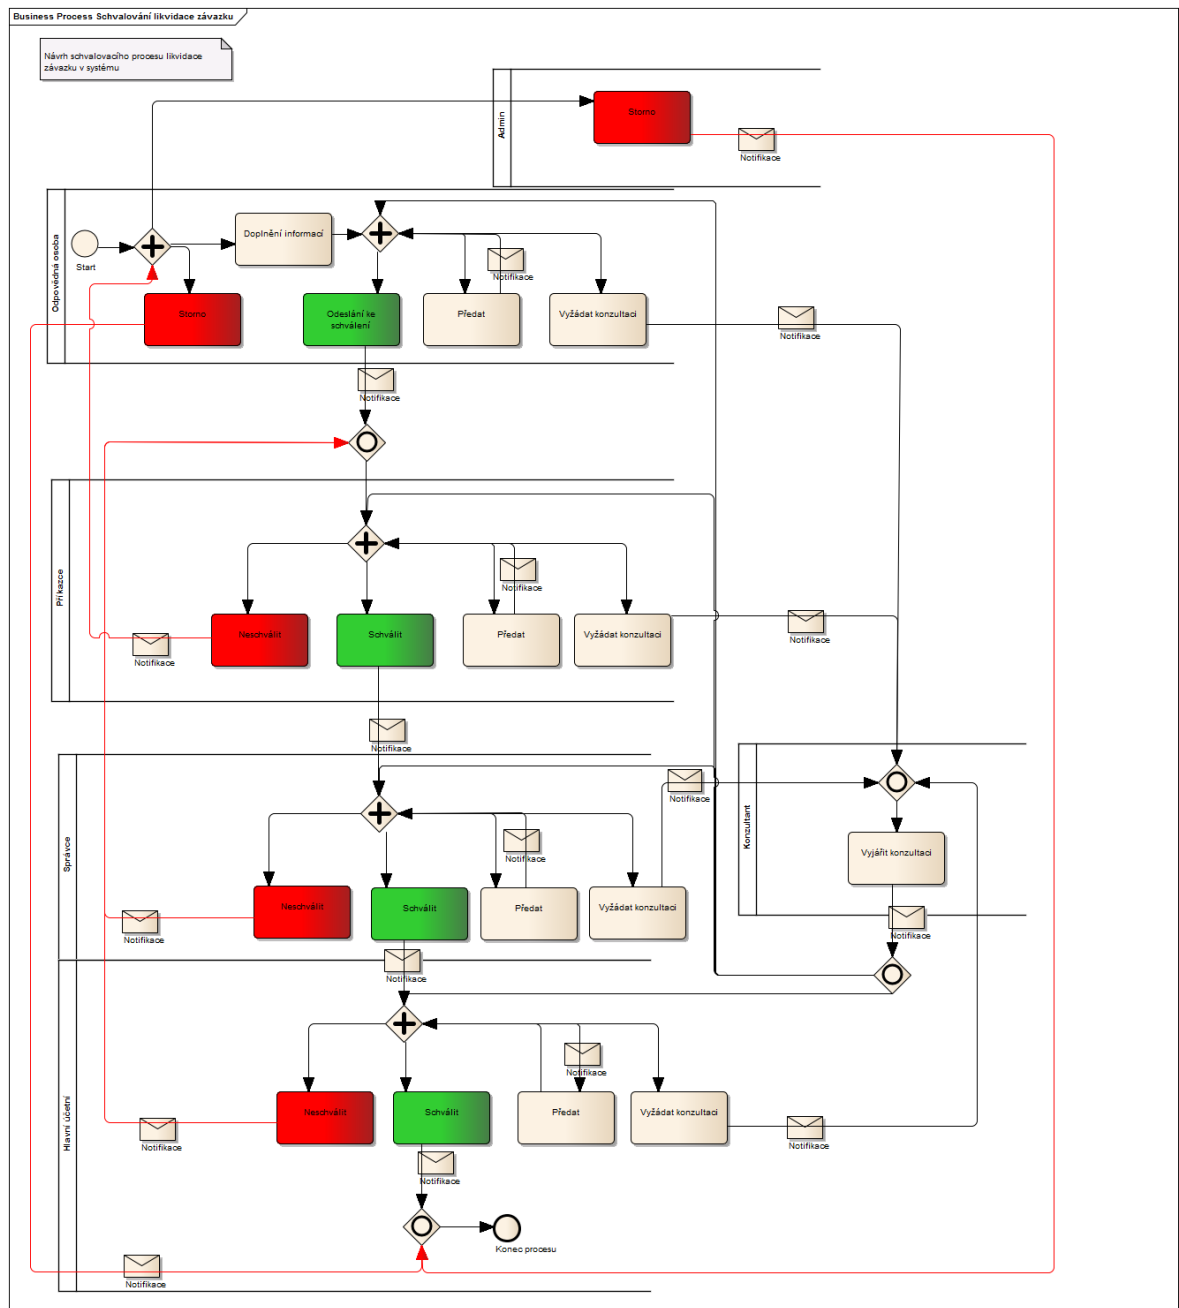 Business Process Schvalování likvidace závazku
Návrh schvalovacího procesu likvidace
závazku v systému
Admin
Storno
Notifikace
Odpovědná osoba
Start
Doplnění informací
Notifikace
Storno
Odeslání ke
schválení
Předat
Vyžádat konzultaci
Notifikace
Notifikace
Příkazce
Notifikace
Neschválit
Schválit
Předat
Vyžádat konzultaci
Notifikace
Notifikace
Notifikace
Správce
Konzultant
Notifikace
Notifikace
Vyjářit konzultaci
Neschválit
Schválit
Předat
Vyžádat konzultaci
Notifikace
Notifikace
Notifikace
Hlavní účetní
Notifikace
Neschválit
Schválit
Předat
Vyžádat konzultaci
Notifikace
Notifikace
Notifikace
Konec procesu
Notifikace